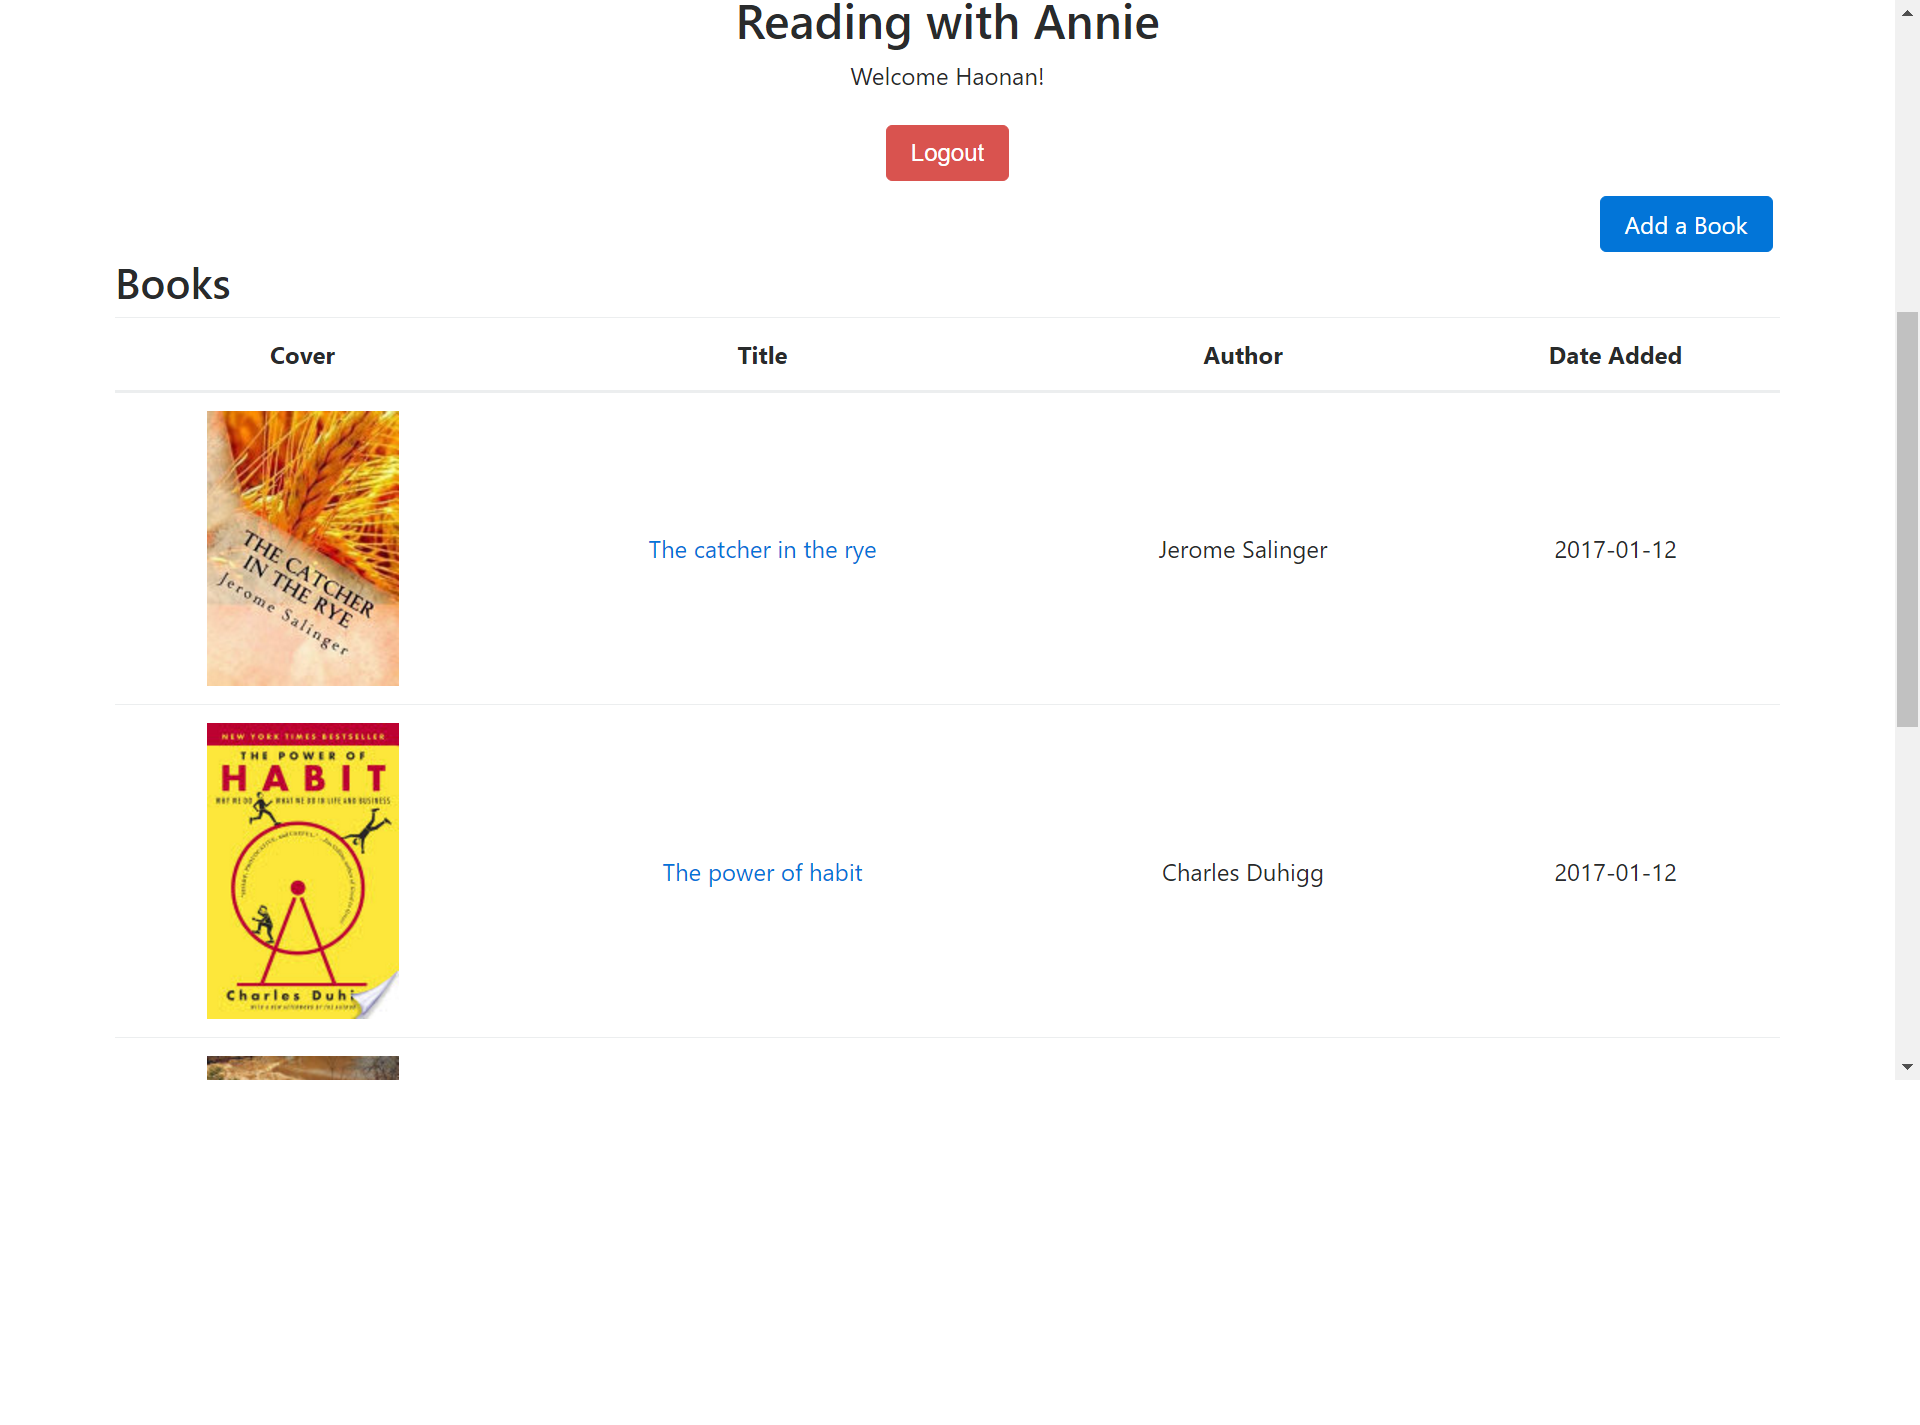 Reading with Annie
Welcome Haonan!
Logout
Add a Book
Books
Cover Title Author Date Added
THE CATCHER
IN THE RYE
Jerome Salinger
The catcher in the rye Jerome Salinger 2017-01-12
NEW YORK TIMES BESTSELLER
THE POWER OF
HABIT
WHY WE DO WHAT WE DO IN LIFE AND BUSINESS
Charles Duhi
The power of habit Charles Duhigg 2017-01-12